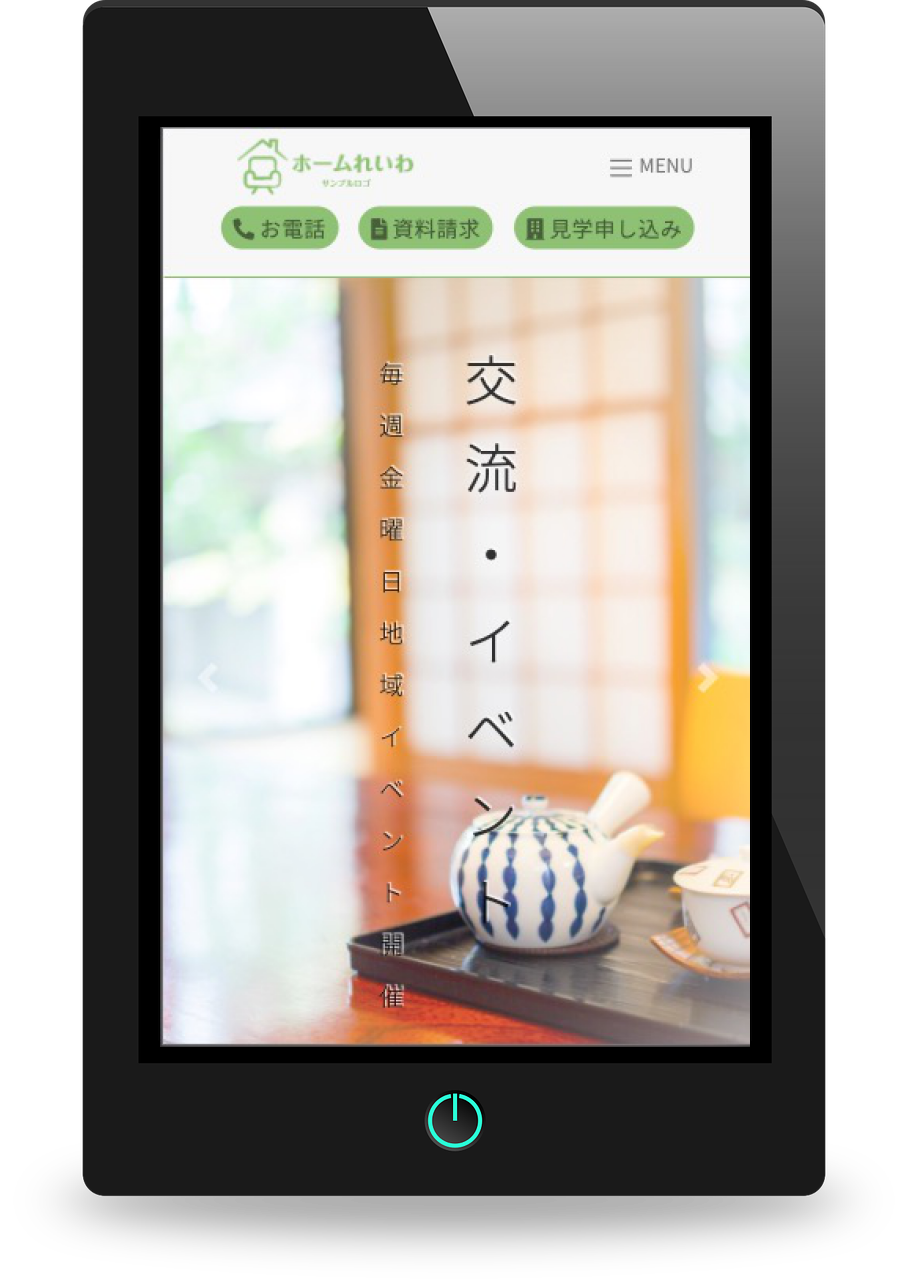 ホームれいわ
サンプルロゴ
MENU
お電話
資料請求
見学申し込み
交流・イベント
毎週金曜日地域イベント開催